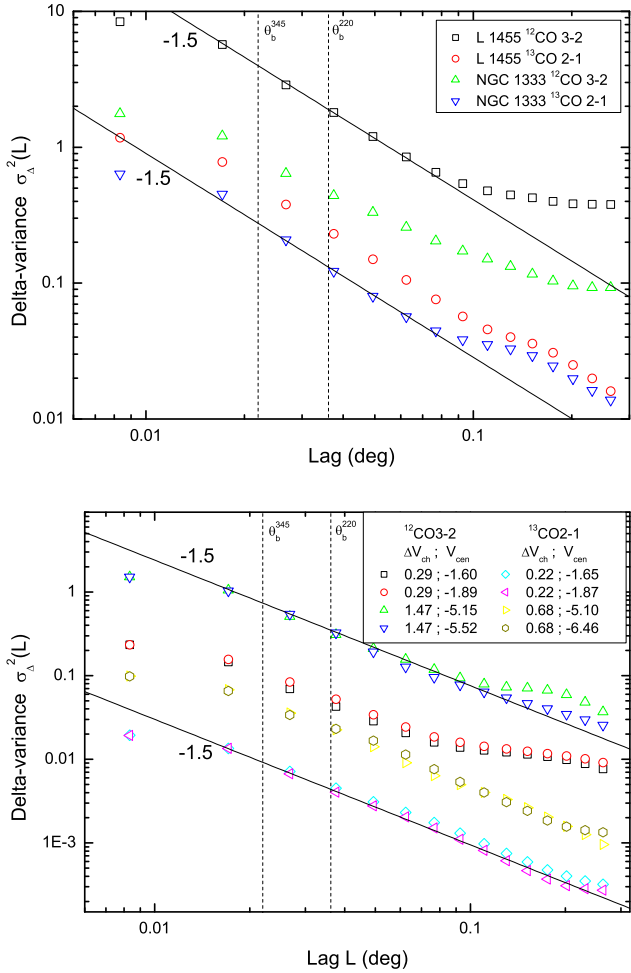 10
-1.5
θb345
θb220
L 1455 12CO 3-2
L 1455 13CO 2-1
NGC 1333 12CO 3-2
NGC 1333 13CO 2-1
1
-1.5
0.1
0.01
Delta-variance σΔ2(L)
0.01
0.1
Lag (deg)
-1.5
θb345
θb220
12CO3-2
13CO2-1
ΔVch ; Vcen
ΔVch ; Vcen
0.29 ; -1.60
0.22 ; -1.65
0.29 ; -1.89
0.22 ; -1.87
1.47 ; -5.15
0.68 ; -5.10
1.47 ; -5.52
0.68 ; -6.46
1
0.1
0.01
1E-3
-1.5
Delta-variance σΔ2(L)
0.01
0.1
Lag L (deg)